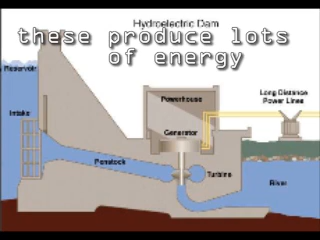 Hydroelectric Dam
these produce lots
of energy
Reservoir
Intake
Penstock
Powerhouse
Generator
Turbine
Long Distance
Power Lines
River